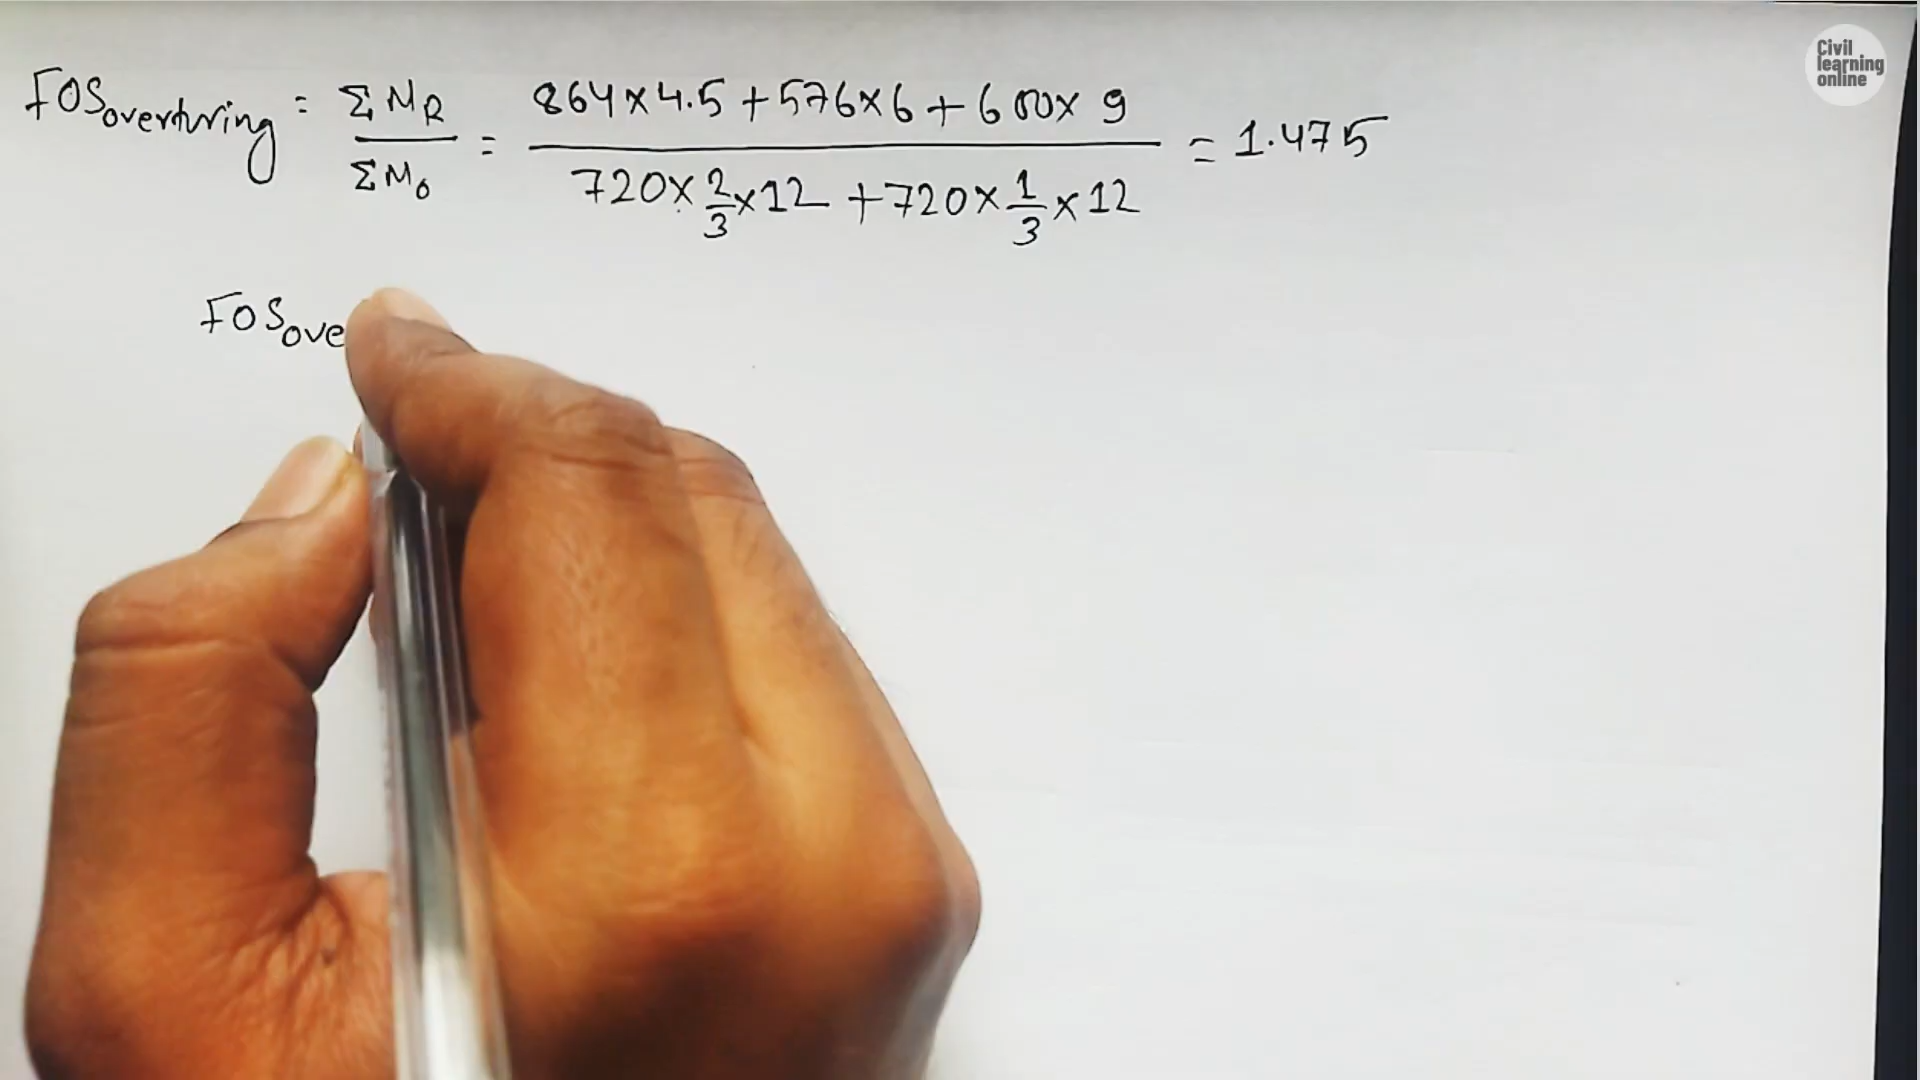 FOSoverturing = ΣMR / ΣMo = 864×4.5+576×6+600×9 / 720×2/3×12+720×1/3×12 = 1.475
FOSove
Civil
learning
online